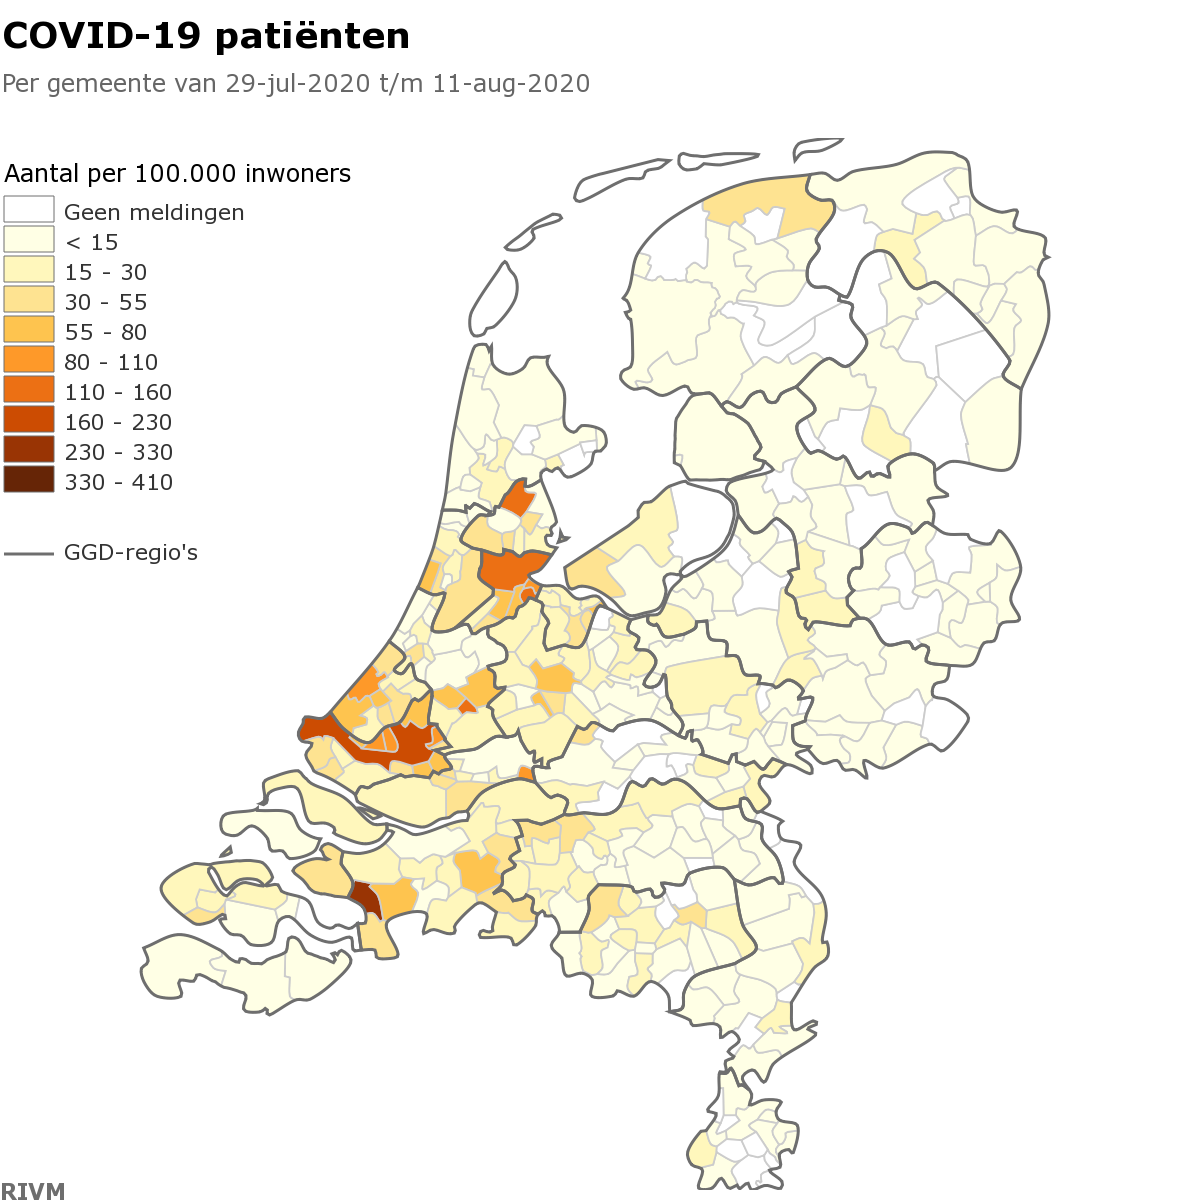 COVID-19 patiënten
Per gemeente van 29-jul-2020 t/m 11-aug-2020
Aantal per 100.000 inwoners
Geen meldingen
< 15
15 - 30
30 - 55
55 - 80
80 - 110
110 - 160
160 - 230
230 - 330
330 - 410
GGD-regio's
RIVM